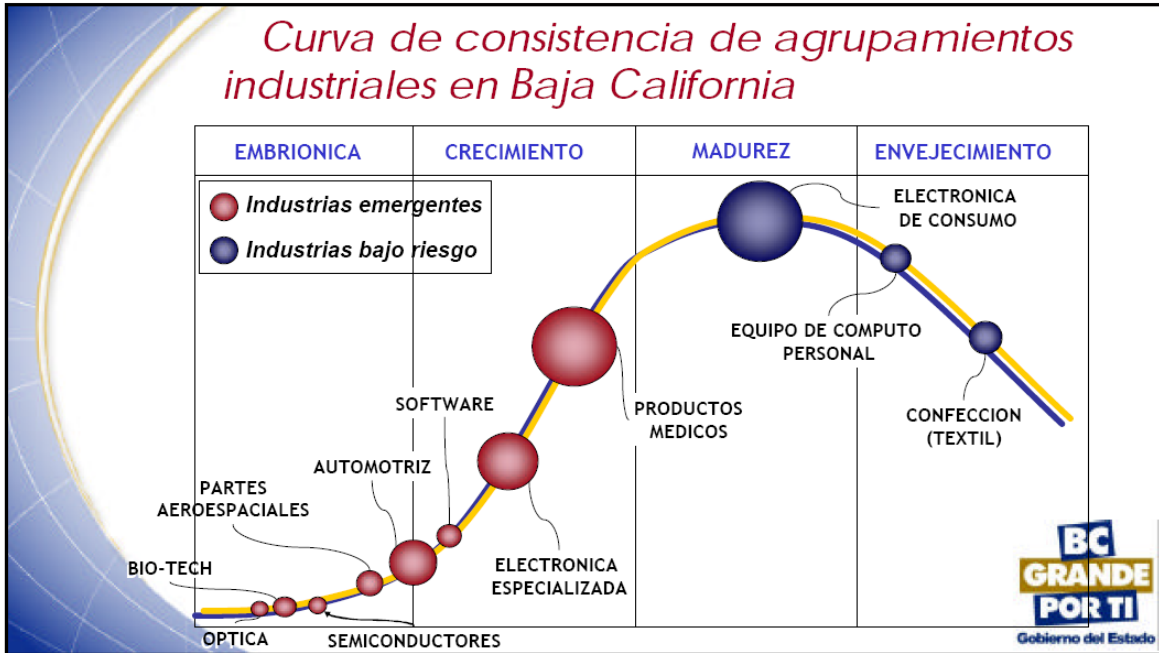 Curva de consistencia de agrupamientos
industriales en Baja California
EMBRIONICA
CRECIMIENTO
MADUREZ
ENVEJECIMIENTO
Industrias emergentes
Industrias bajo riesgo
ELECTRONICA
DE CONSUMO
EQUIPO DE COMPUTO
PERSONAL
CONFECCION
(TEXTIL)
PRODUCTOS
MEDICOS
SOFTWARE
AUTOMOTRIZ
PARTES
AEROESPACIALES
ELECTRONICA
ESPECIALIZADA
BIO-TECH
OPTICA
SEMICONDUCTORES
BC
GRANDE
POR TI
Gobierno del Estado